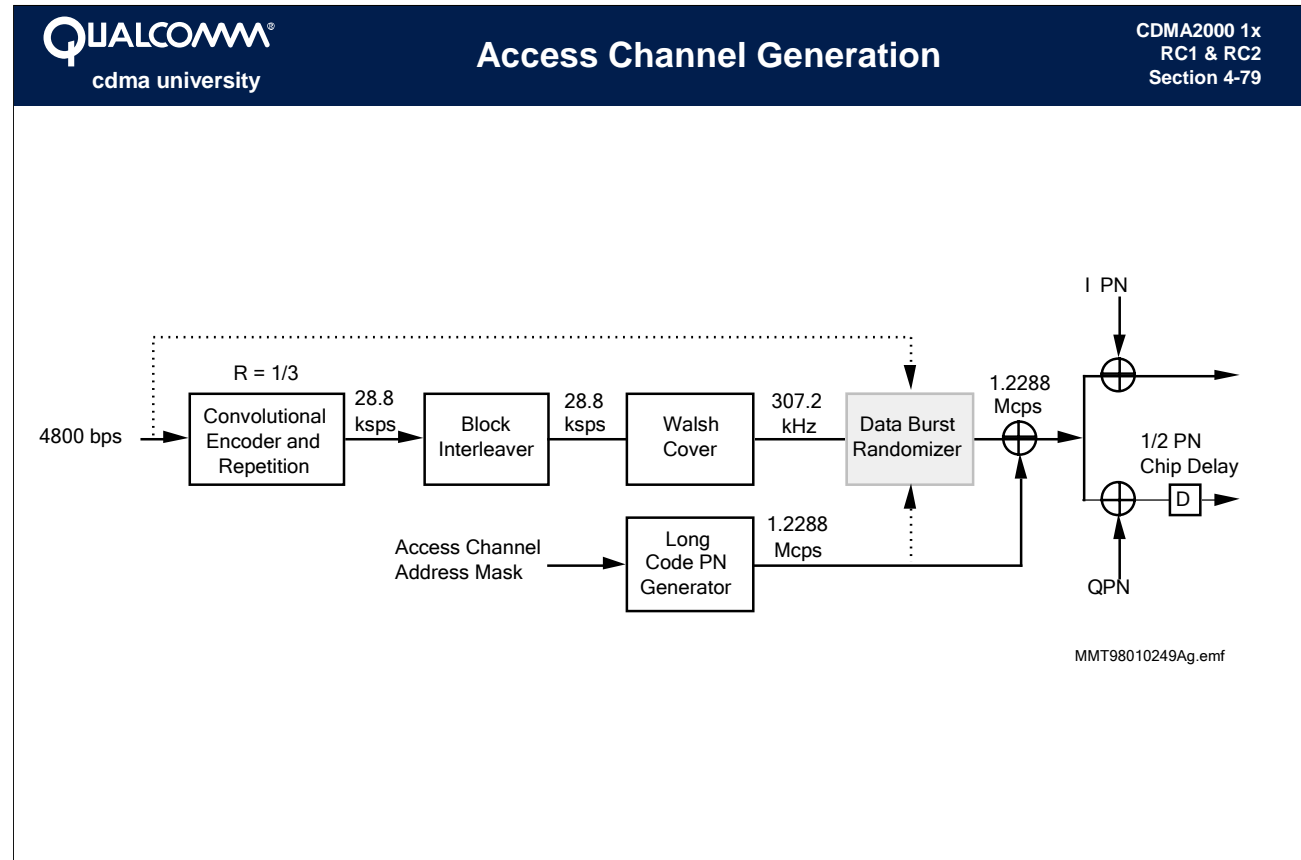 QUALCOMM®
cdma university
Access Channel Generation
CDMA2000 1x
RC1 & RC2
Section 4-79
I PN
R = 1/3
4800 bps
Convolutional
Encoder and
Repetition
28.8
ksps
Block
Interleaver
28.8
ksps
Walsh
Cover
307.2
kHz
Data Burst
Randomizer
1.2288
Mcps
1/2 PN
Chip Delay
D
Access Channel
Address Mask
Long
Code PN
Generator
1.2288
Mcps
QPN
MMT98010249Ag.emf